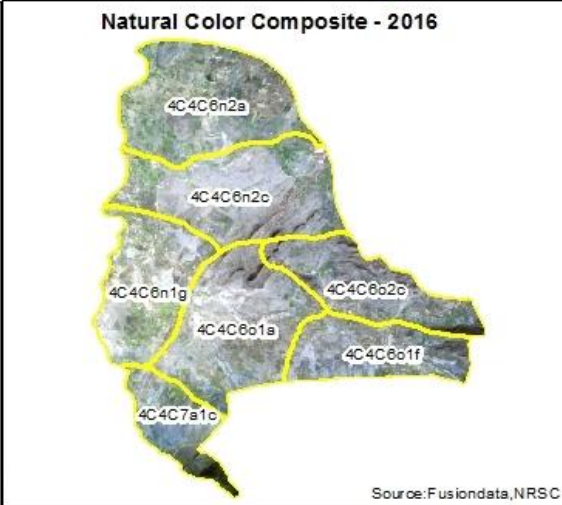 Natural Color Composite - 2016
4C4C6n2a
4C4C6n2c
4C4C6n1g
4C4C6o2c
4C4C6o1a
4C4C6o1f
4C4C7a1c
Source:Fusiondata,NRSC